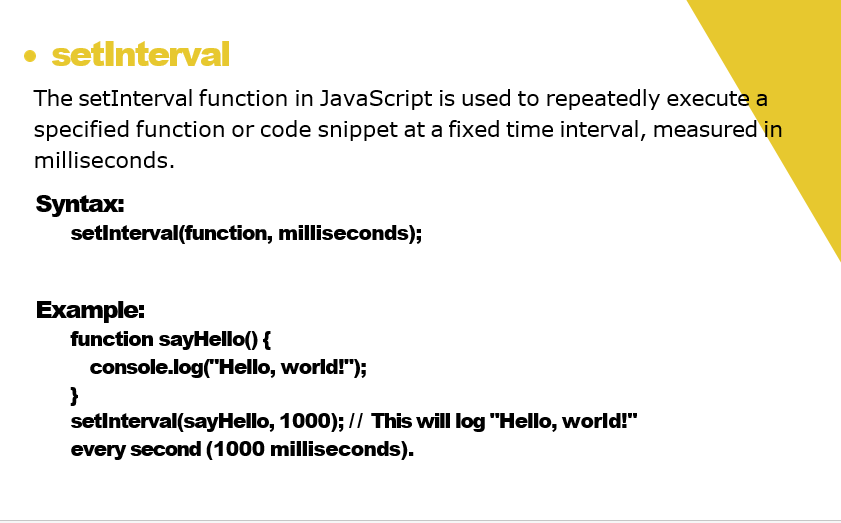 • setInterval
The setInterval function in JavaScript is used to repeatedly execute a
specified function or code snippet at a fixed time interval, measured in
milliseconds.
Syntax:
setInterval(function, milliseconds);
Example:
function sayHello() {
console.log("Hello, world!");
}
setInterval(sayHello, 1000); // This will log "Hello, world!"
every second (1000 milliseconds).